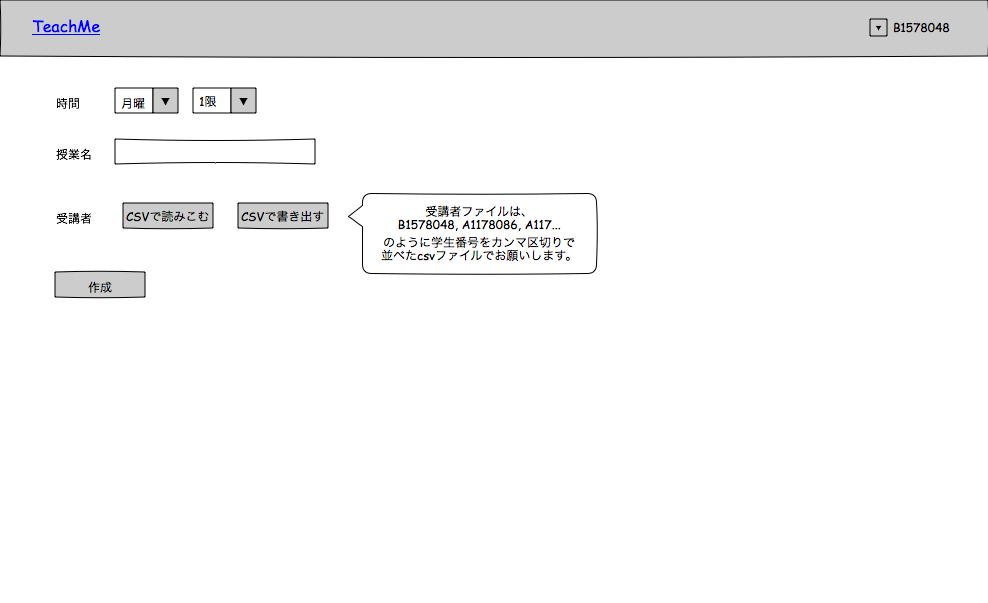 TeachMe
▼ B1578048
時間 月曜 ▼ 1限 ▼
授業名
受講者 CSVで読みこむ CSVで書き出す
受講者ファイルは、
B1578048, A1178086, A117...
のように学生番号をカンマ区切りで
並べたcsvファイルでお願いします。
作成